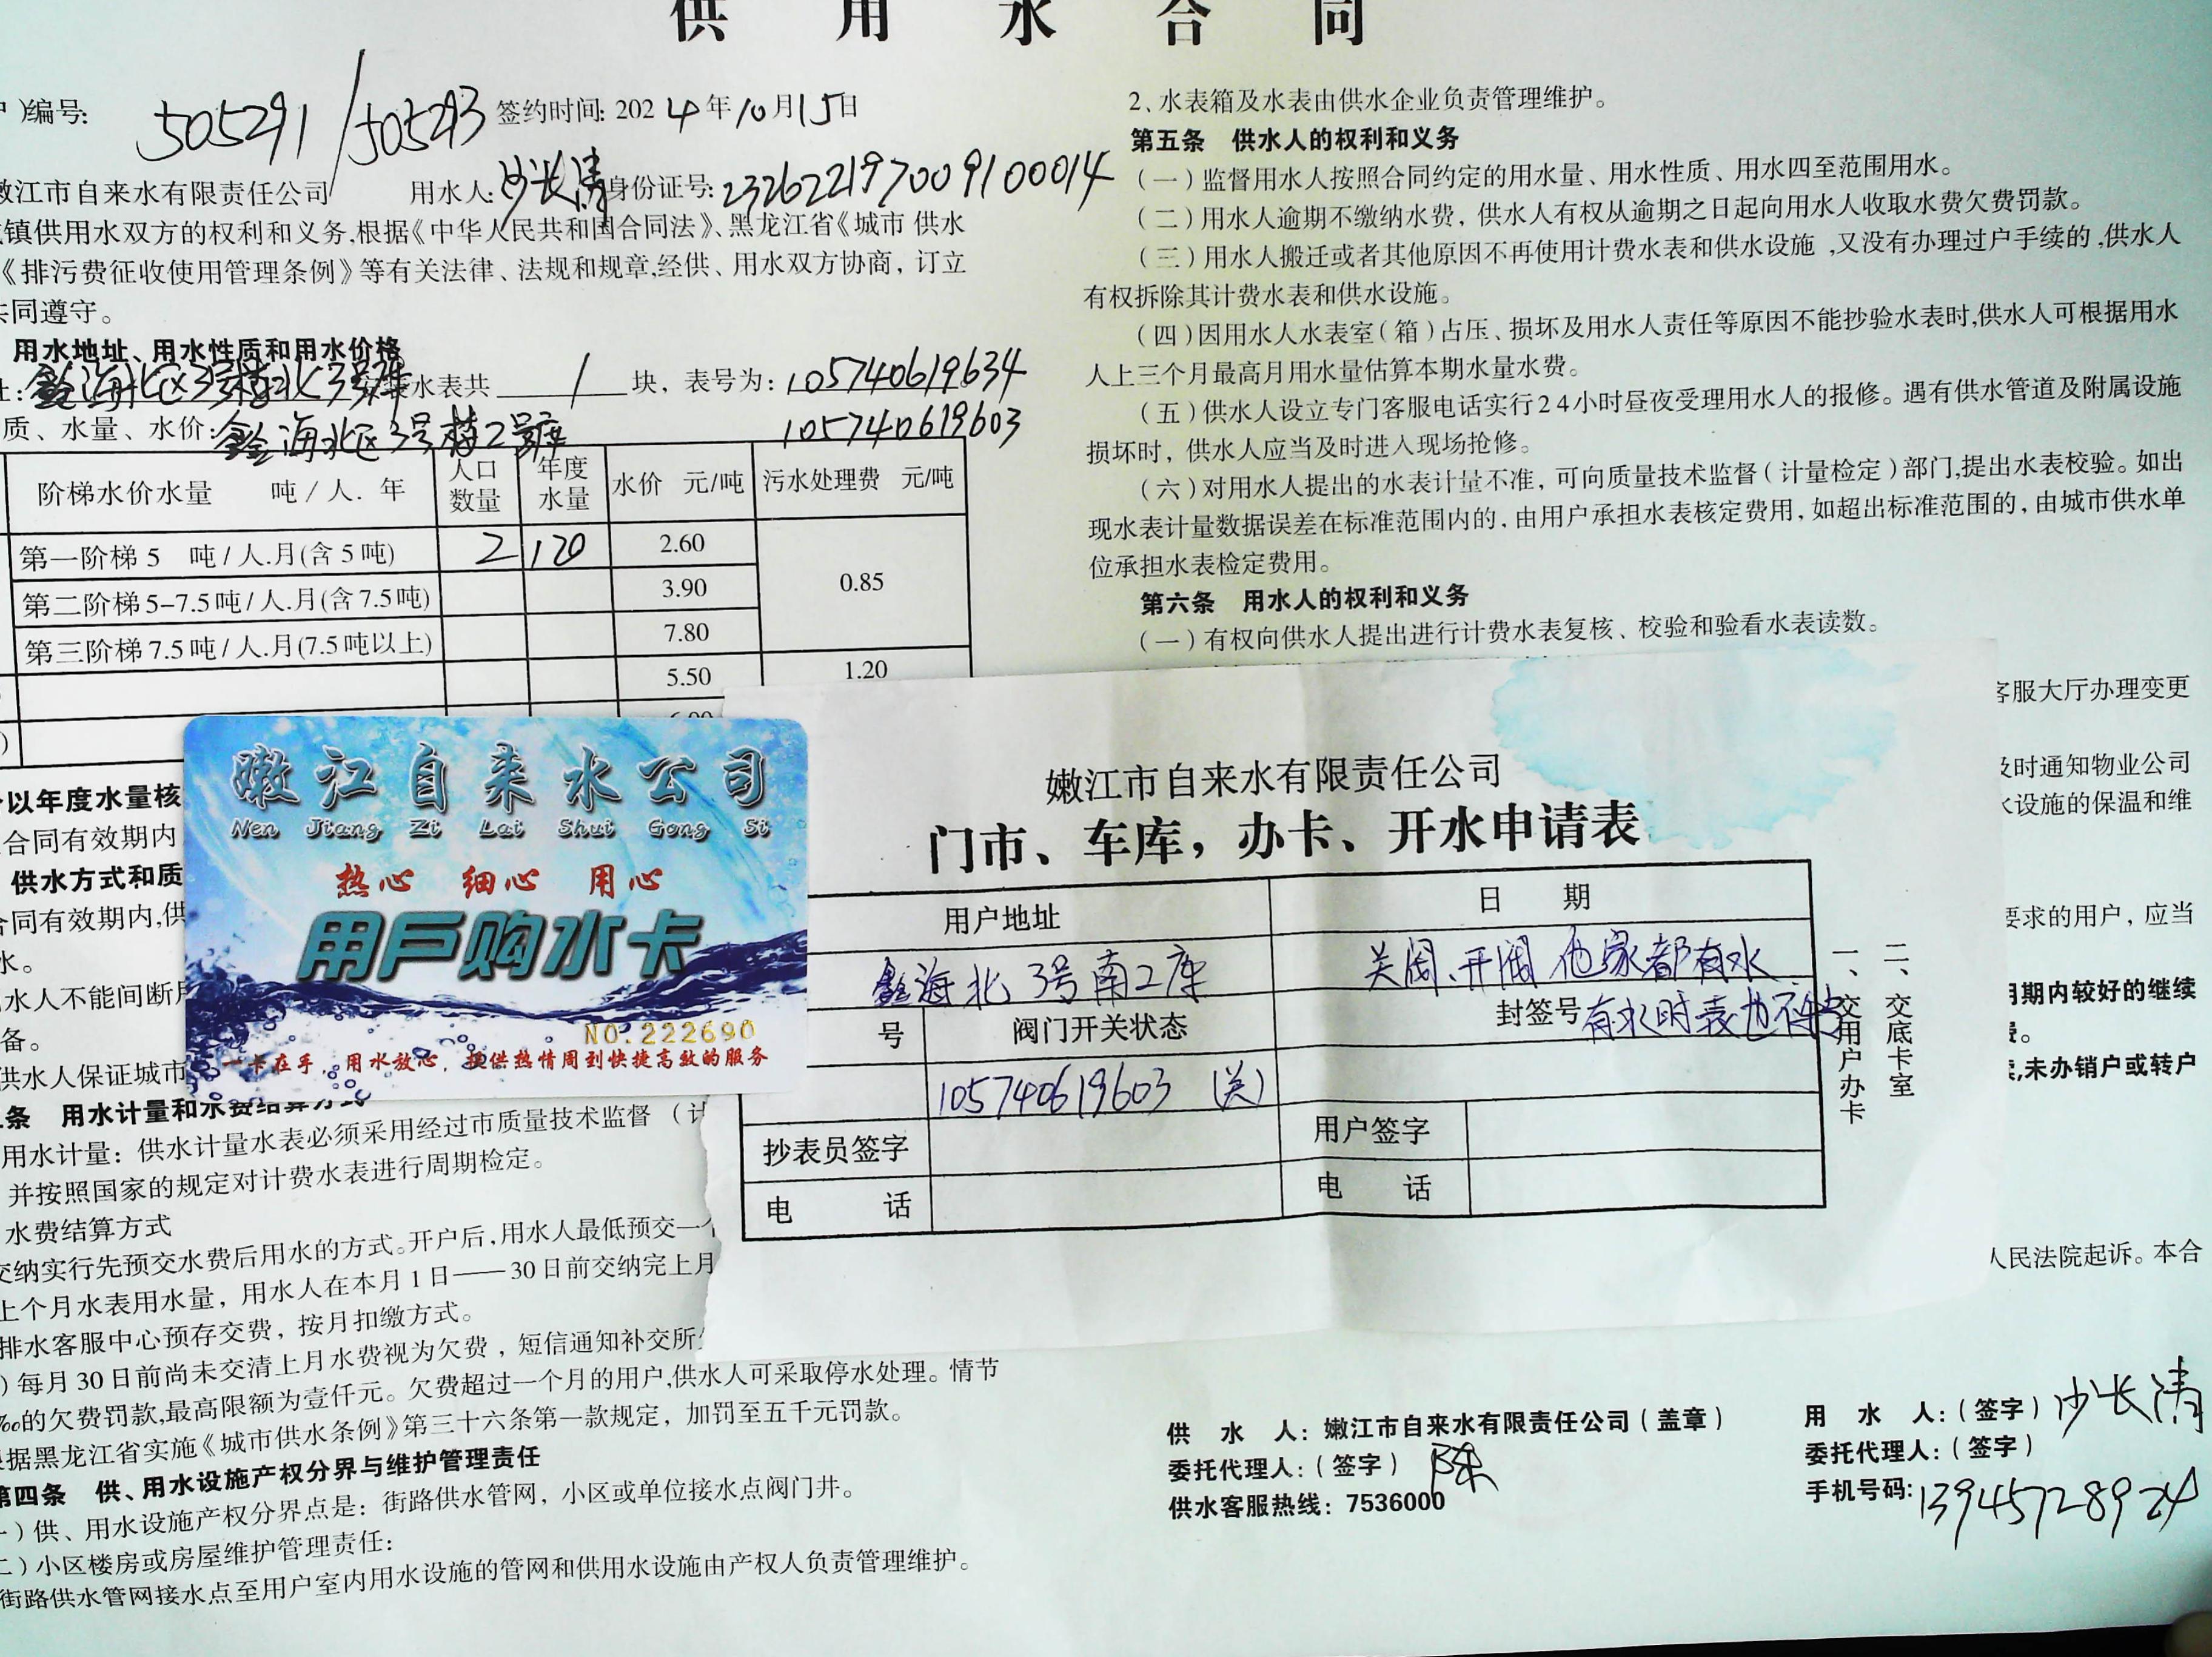 供用水合同
)编号: 505291/505293 签约时间: 2024年10月15日
嫩江市自来水有限责任公司 用水人: 沙长清 身份证号: 232622197009100014
镇供用水双方的权利和义务,根据《中华人民共和国合同法》、黑龙江省《城市 供水
《排污费征收使用管理条例》等有关法律、法规和规章,经供、用水双方协商，订立
共同遵守。
用水地址、用水性质和用水价格
址: 鑫海北区3号楼北3号库 安装水表共 1 块，表号为: 105740619634
质、水量、水价: 鑫海北区3号楼2号库 105740619603
阶梯水价水量 吨/人.年 人口数量 年度水量 水价 元/吨 污水处理费 元/吨
第一阶梯 5 吨/人.月(含 5 吨) 2 120 2.60
第二阶梯 5-7.5 吨/人.月(含 7.5 吨) 3.90 0.85
第三阶梯 7.5 吨/人.月(7.5 吨以上) 7.80
5.50 1.20
以年度水量核
合同有效期内
供水方式和质
合同有效期内,供
水。
水人不能间断
备。
供水人保证城市
条 用水计量和水费结算方式
用水计量：供水计量水表必须采用经过市质量技术监督（计
并按照国家的规定对计费水表进行周期检定。
水费结算方式
交纳实行先预交水费后用水的方式。开户后,用水人最低预交一个
上个月水表用水量，用水人在本月1日——30日前交纳完上月
排水客服中心预存交费，按月扣缴方式。
）每月30日前尚未交清上月水费视为欠费，短信通知补交所
‰的欠费罚款,最高限额为壹仟元。欠费超过一个月的用户,供水人可采取停水处理。情节
根据黑龙江省实施《城市供水条例》第三十六条第一款规定，加罚至五千元罚款。
第四条 供、用水设施产权分界与维护管理责任
一）供、用水设施产权分界点是：街路供水管网，小区或单位接水点阀门井。
二）小区楼房或房屋维护管理责任:
街路供水管网接水点至用户室内用水设施的管网和供用水设施由产权人负责管理维护。
2、水表箱及水表由供水企业负责管理维护。
第五条 供水人的权利和义务
（一）监督用水人按照合同约定的用水量、用水性质、用水四至范围用水。
（二）用水人逾期不缴纳水费，供水人有权从逾期之日起向用水人收取水费欠费罚款。
（三）用水人搬迁或者其他原因不再使用计费水表和供水设施,又没有办理过户手续的,供水人
有权拆除其计费水表和供水设施。
（四）因用水人水表室（箱）占压、损坏及用水人责任等原因不能抄验水表时,供水人可根据用水
人上三个月最高月用水量估算本期水量水费。
（五）供水人设立专门客服电话实行24小时昼夜受理用水人的报修。遇有供水管道及附属设施
损坏时，供水人应当及时进入现场抢修。
（六）对用水人提出的水表计量不准，可向质量技术监督（计量检定）部门,提出水表校验。如出
现水表计量数据误差在标准范围内的，由用户承担水表核定费用，如超出标准范围的，由城市供水单
位承担水表检定费用。
第六条 用水人的权利和义务
（一）有权向供水人提出进行计费水表复核、校验和验看水表读数。
客服大厅办理变更
及时通知物业公司
水设施的保温和维
要求的用户，应当
用期内较好的继续
,未办销户或转户
人民法院起诉。本合
嫩江自来水公司
Nen Jiang Zi Lai Shui Gong Si
热心 细心 用心
用户购水卡
NO.222690
一卡在手，用水放心，提供热情周到快捷高效的服务
嫩江市自来水有限责任公司
门市、车库，办卡、开水申请表
用户地址 日 期
鑫海北3号南2库 关阀、开阀 他家都有水
号 阀门开关状态 封签号 有水时表也不
105740619603 (关)
抄表员签字 用户签字
电 话 电 话
一、交用户办卡
二、交底卡室
供 水 人：嫩江市自来水有限责任公司（盖章）
委托代理人：（签字） 陈
供水客服热线：7536000
用 水 人：（签字）沙长清
委托代理人：（签字）
手机号码: 13945728924